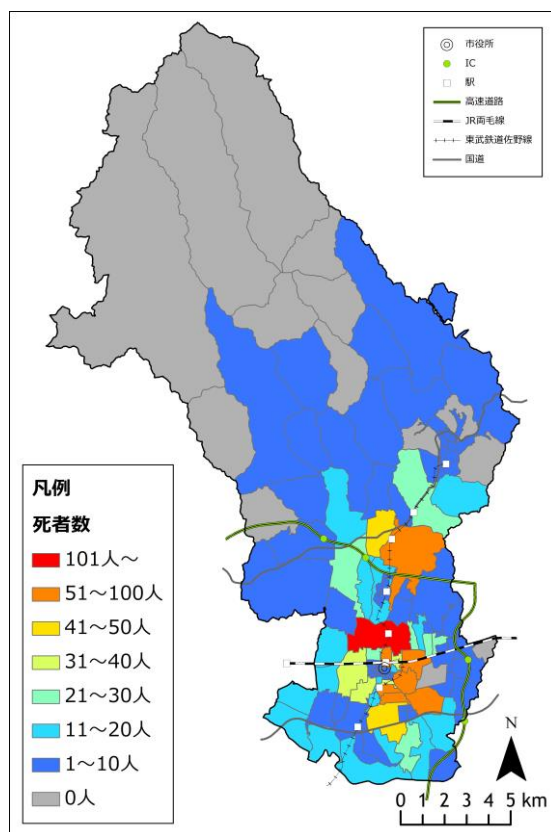 市役所
IC
駅
高速道路
JR両毛線
東武鉄道佐野線
国道
凡例
死者数
101人～
51～100人
41～50人
31～40人
21～30人
11～20人
1～10人
0人
N
0 1 2 3 4 5 km